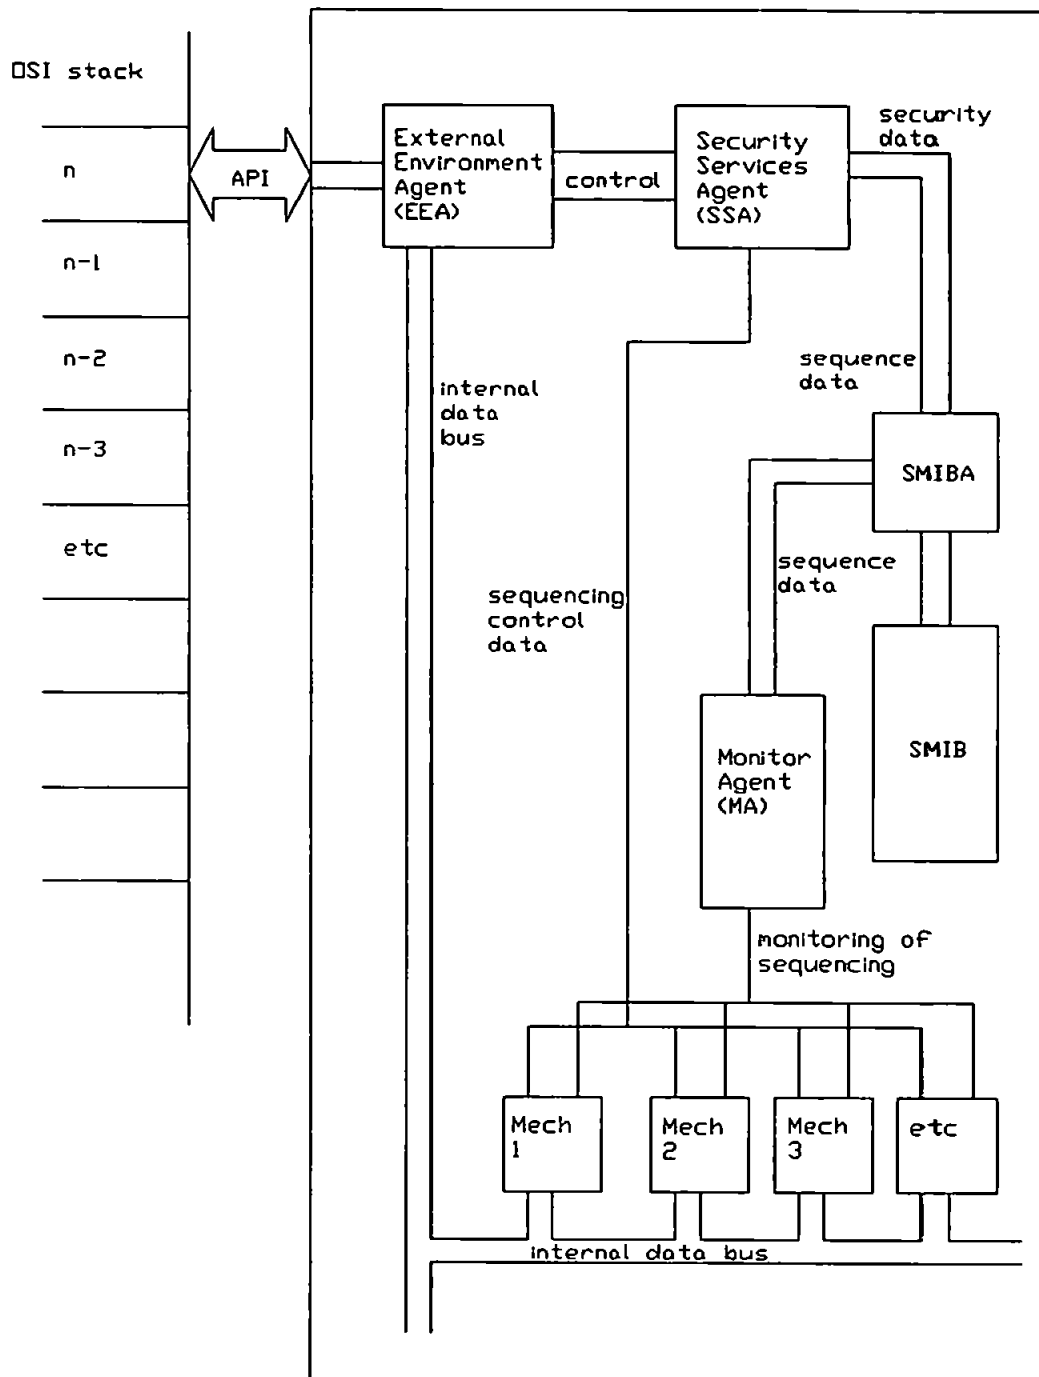 OSI stack
n
n-1
n-2
n-3
etc
API
External
Environment
Agent
(EEA)
control
Security
Services
Agent
(SSA)
security
data
internal
data
bus
sequence
data
SMIBA
sequence
data
sequencing
control
data
SMIB
Monitor
Agent
(MA)
monitoring of
sequencing
Mech
1
Mech
2
Mech
3
etc
internal data bus